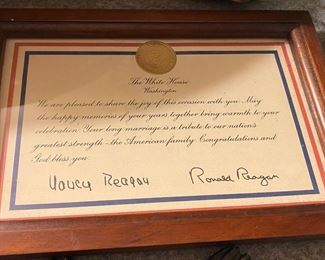 The White House
Washington
We are pleased to share the joy of this occasion with you. May
the happy memories of your years together bring warmth to your
celebration. Your long marriage is a tribute to our nation's
greatest strength - the American family. Congratulations and
God bless you.
Nancy Reagan Ronald Reagan